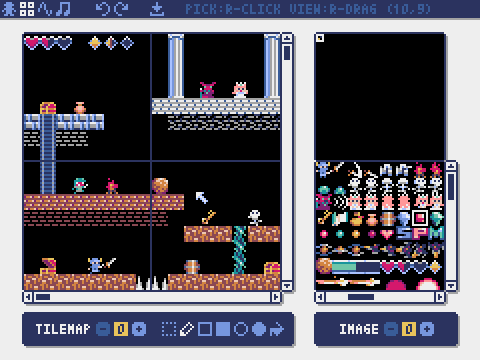 PICK:R-CLICK VIEW:R-DRAG (10,9)
SPM
TILEMAP - 0 +
IMAGE - 0 +